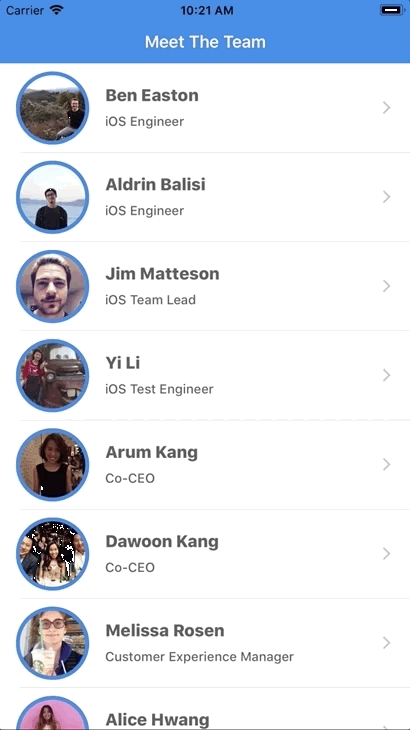 Carrier 10:21 AM
Meet The Team
Ben Easton
iOS Engineer
Aldrin Balisi
iOS Engineer
Jim Matteson
iOS Team Lead
Yi Li
iOS Test Engineer
Arum Kang
Co-CEO
Dawoon Kang
Co-CEO
Melissa Rosen
Customer Experience Manager
Alice Hwang